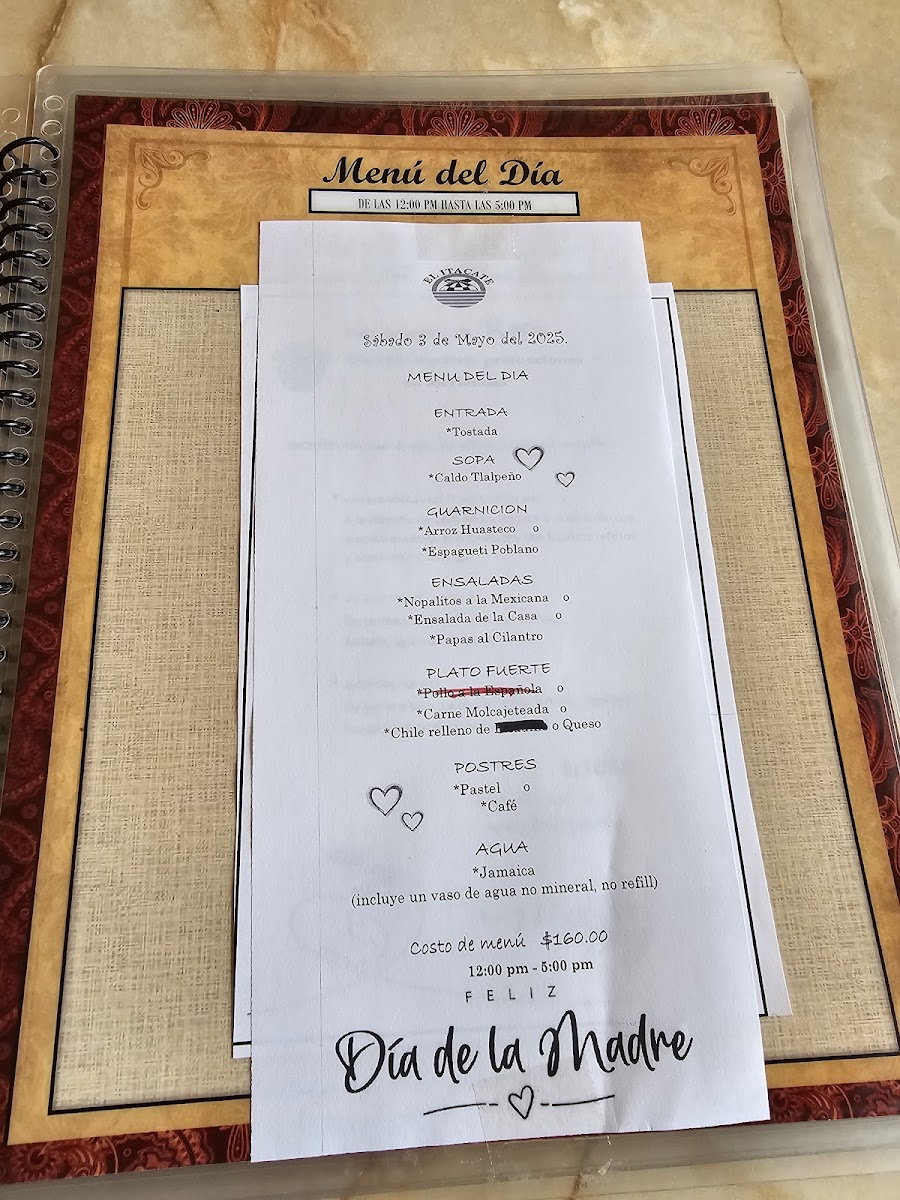 Menú del Día
DE LAS 12:00 PM HASTA LAS 5:00 PM
EL ITACATE
Sábado 3 de Mayo del 2025.
MENU DEL DIA
ENTRADA
*Tostada
SOPA
*Caldo Tlalpeño
GUARNICION
*Arroz Huasteco o
*Espagueti Poblano
ENSALADAS
*Nopalitos a la Mexicana o
*Ensalada de la Casa o
*Papas al Cilantro
PLATO FUERTE
*Pollo a la Española o
*Carne Molcajeteada o
*Chile relleno de o Queso
POSTRES
*Pastel o
*Café
AGUA
*Jamaica
(incluye un vaso de agua no mineral, no refill)
Costo de menú $160.00
12:00 pm - 5:00 pm
FELIZ
Día de la Madre